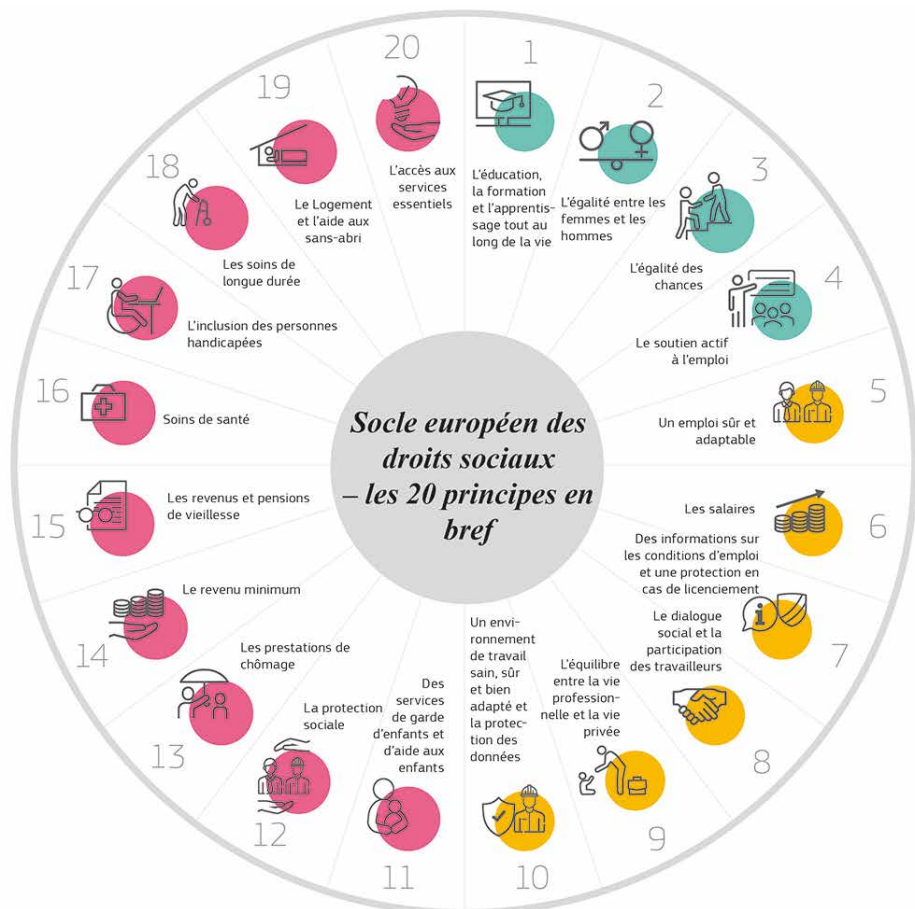 Socle européen des
droits sociaux
– les 20 principes en
bref
1
L'éducation,
la formation
et l'apprentis-
sage tout au
long de la vie
2
L'égalité entre les
femmes et les
hommes
3
L'égalité des
chances
4
Le soutien actif
à l'emploi
5
Un emploi sûr et
adaptable
6
Les salaires
7
Des informations sur
les conditions d'emploi
et une protection en
cas de licenciement
i
8
Le dialogue
social et la
participation
des travailleurs
9
L'équilibre
entre la vie
profession-
nelle et la vie
privée
10
Un envi-
ronnement
de travail
sain, sûr
et bien
adapté et
la protec-
tion des
données
11
Des
services
de garde
d'enfants et
d'aide aux
enfants
12
La protection
sociale
13
Les prestations de
chômage
14
Le revenu minimum
15
Les revenus et pensions
de vieillesse
16
Soins de santé
17
L'inclusion des personnes
handicapées
18
Les soins de
longue durée
19
Le Logement
et l'aide aux
sans-abri
20
L'accès aux
services
essentiels